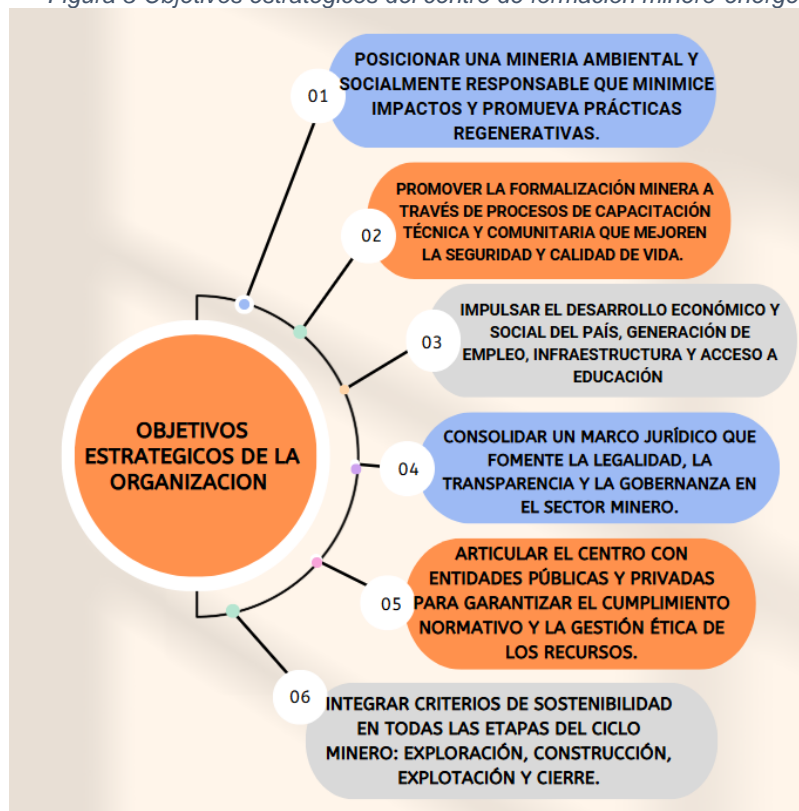 Figura 3 Objetivos estratégicos del centro de formación minero-energé
01
POSICIONAR UNA MINERIA AMBIENTAL Y
SOCIALMENTE RESPONSABLE QUE MINIMICE
IMPACTOS Y PROMUEVA PRÁCTICAS
REGENERATIVAS.
02
PROMOVER LA FORMALIZACIÓN MINERA A
TRAVÉS DE PROCESOS DE CAPACITACIÓN
TÉCNICA Y COMUNITARIA QUE MEJOREN
LA SEGURIDAD Y CALIDAD DE VIDA.
03
IMPULSAR EL DESARROLLO ECONÓMICO Y
SOCIAL DEL PAÍS, GENERACIÓN DE
EMPLEO, INFRAESTRUCTURA Y ACCESO A
EDUCACIÓN
OBJETIVOS
ESTRATEGICOS DE LA
ORGANIZACION
04
CONSOLIDAR UN MARCO JURÍDICO QUE
FOMENTE LA LEGALIDAD, LA
TRANSPARENCIA Y LA GOBERNANZA EN
EL SECTOR MINERO.
05
ARTICULAR EL CENTRO CON
ENTIDADES PÚBLICAS Y PRIVADAS
PARA GARANTIZAR EL CUMPLIMIENTO
NORMATIVO Y LA GESTIÓN ÉTICA DE
LOS RECURSOS.
06
INTEGRAR CRITERIOS DE SOSTENIBILIDAD
EN TODAS LAS ETAPAS DEL CICLO
MINERO: EXPLORACIÓN, CONSTRUCCIÓN,
EXPLOTACIÓN Y CIERRE.